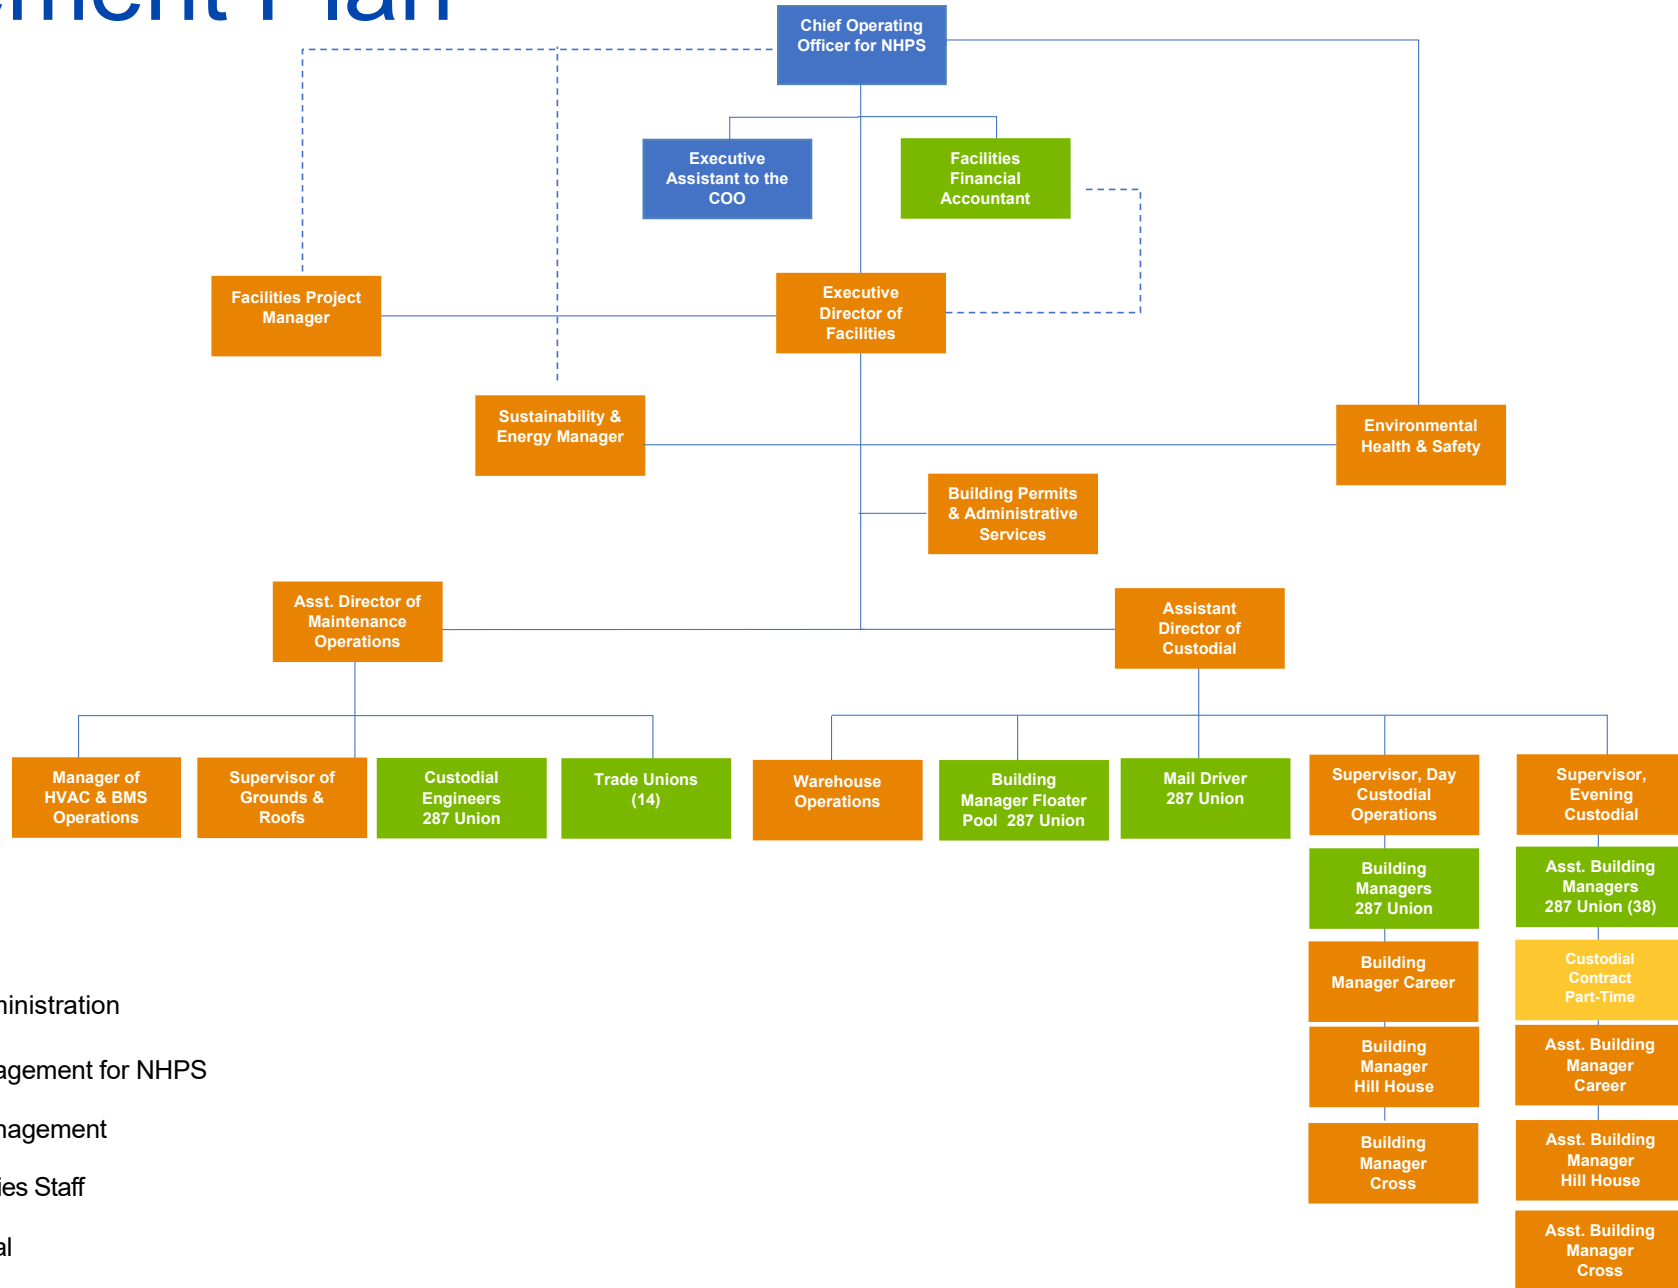 ement Plan
Chief Operating
Officer for NHPS
Executive
Assistant to the
COO
Facilities
Financial
Accountant
Facilities Project
Manager
Executive
Director of
Facilities
Sustainability &
Energy Manager
Environmental
Health & Safety
Building Permits
& Administrative
Services
Asst. Director of
Maintenance
Operations
Assistant
Director of
Custodial
Manager of
HVAC & BMS
Operations
Supervisor of
Grounds &
Roofs
Custodial
Engineers
287 Union
Trade Unions
(14)
Warehouse
Operations
Building
Manager Floater
Pool 287 Union
Mail Driver
287 Union
Supervisor, Day
Custodial
Operations
Supervisor,
Evening
Custodial
Building
Managers
287 Union
Asst. Building
Managers
287 Union (38)
Building
Manager Career
Custodial
Contract
Part-Time
Building
Manager
Hill House
Asst. Building
Manager
Career
Building
Manager
Cross
Asst. Building
Manager
Hill House
Asst. Building
Manager
Cross
ministration
agement for NHPS
nagement
ies Staff
al